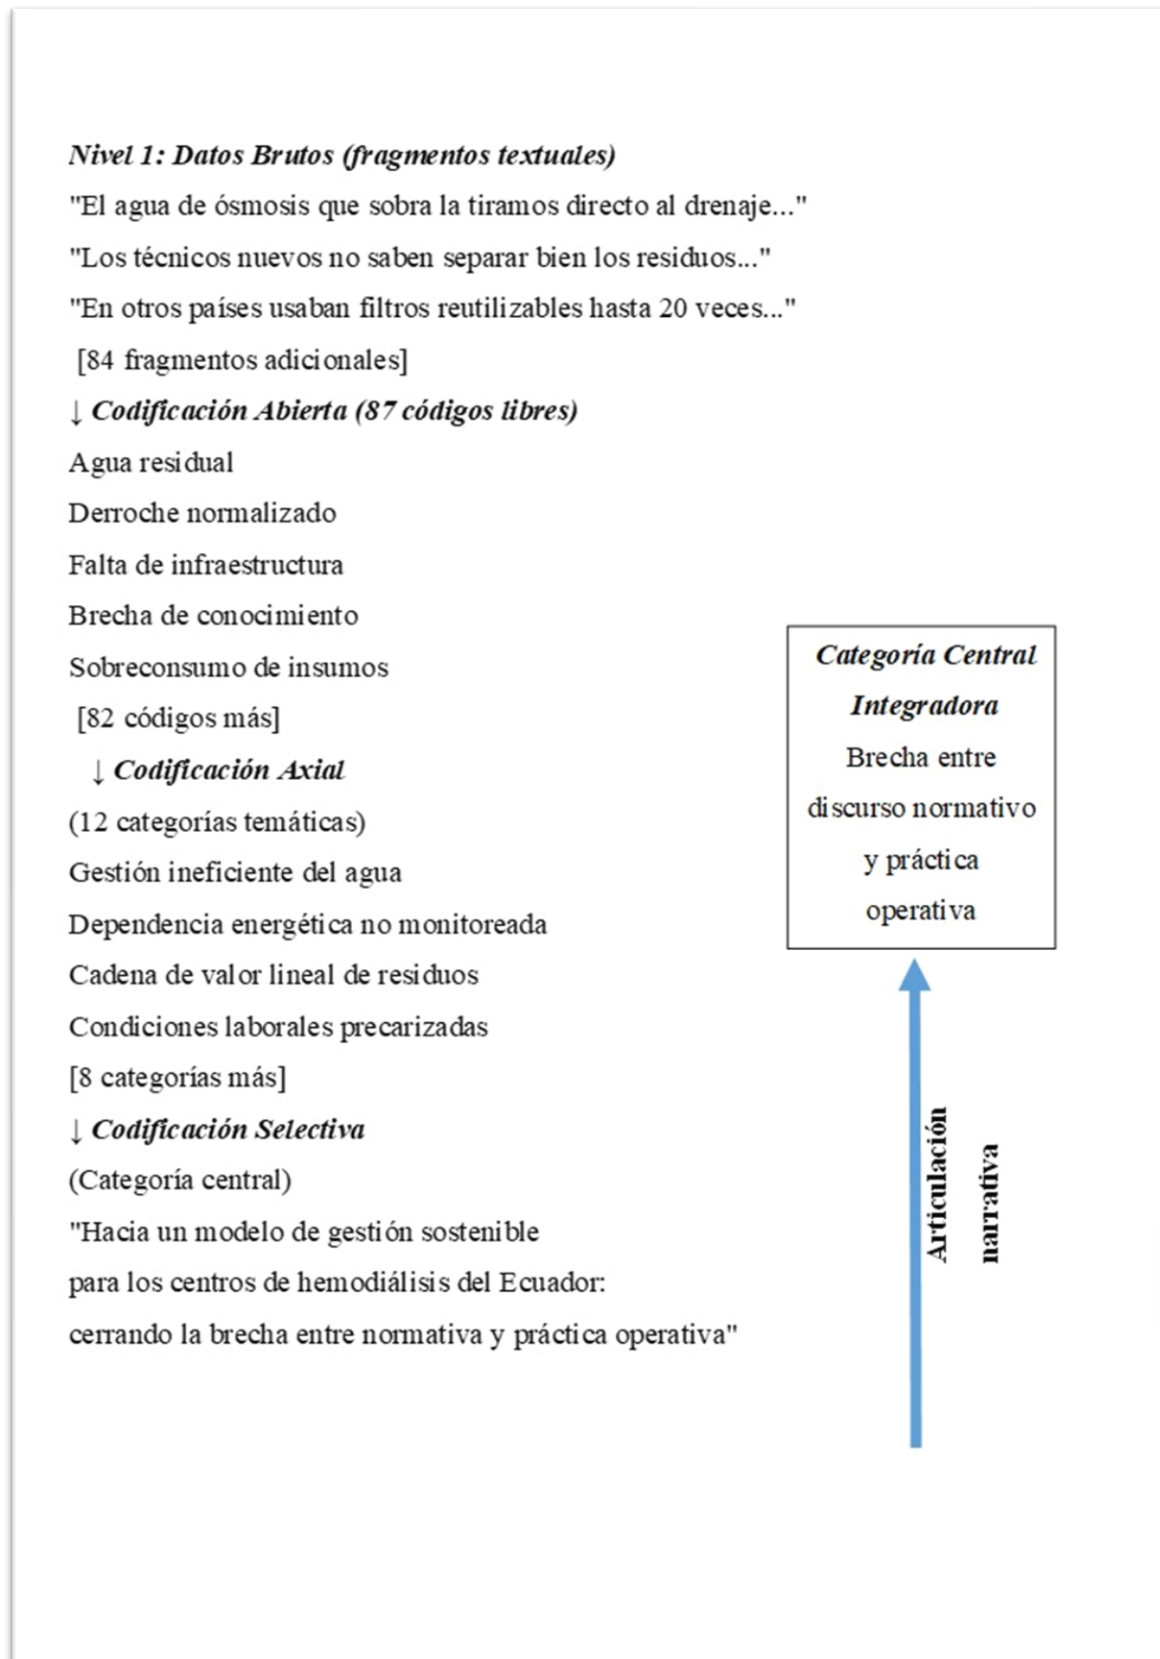 Nivel 1: Datos Brutos (fragmentos textuales)
"El agua de ósmosis que sobra la tiramos directo al drenaje..."
"Los técnicos nuevos no saben separar bien los residuos..."
"En otros países usaban filtros reutilizables hasta 20 veces..."
[84 fragmentos adicionales]
↓ Codificación Abierta (87 códigos libres)
Agua residual
Derroche normalizado
Falta de infraestructura
Brecha de conocimiento
Sobreconsumo de insumos
[82 códigos más]
↓ Codificación Axial
(12 categorías temáticas)
Gestión ineficiente del agua
Dependencia energética no monitoreada
Cadena de valor lineal de residuos
Condiciones laborales precarizadas
[8 categorías más]
↓ Codificación Selectiva
(Categoría central)
"Hacia un modelo de gestión sostenible
para los centros de hemodiálisis del Ecuador:
cerrando la brecha entre normativa y práctica operativa"
Categoría Central
Integradora
Brecha entre
discurso normativo
y práctica
operativa
Articulación
narrativa